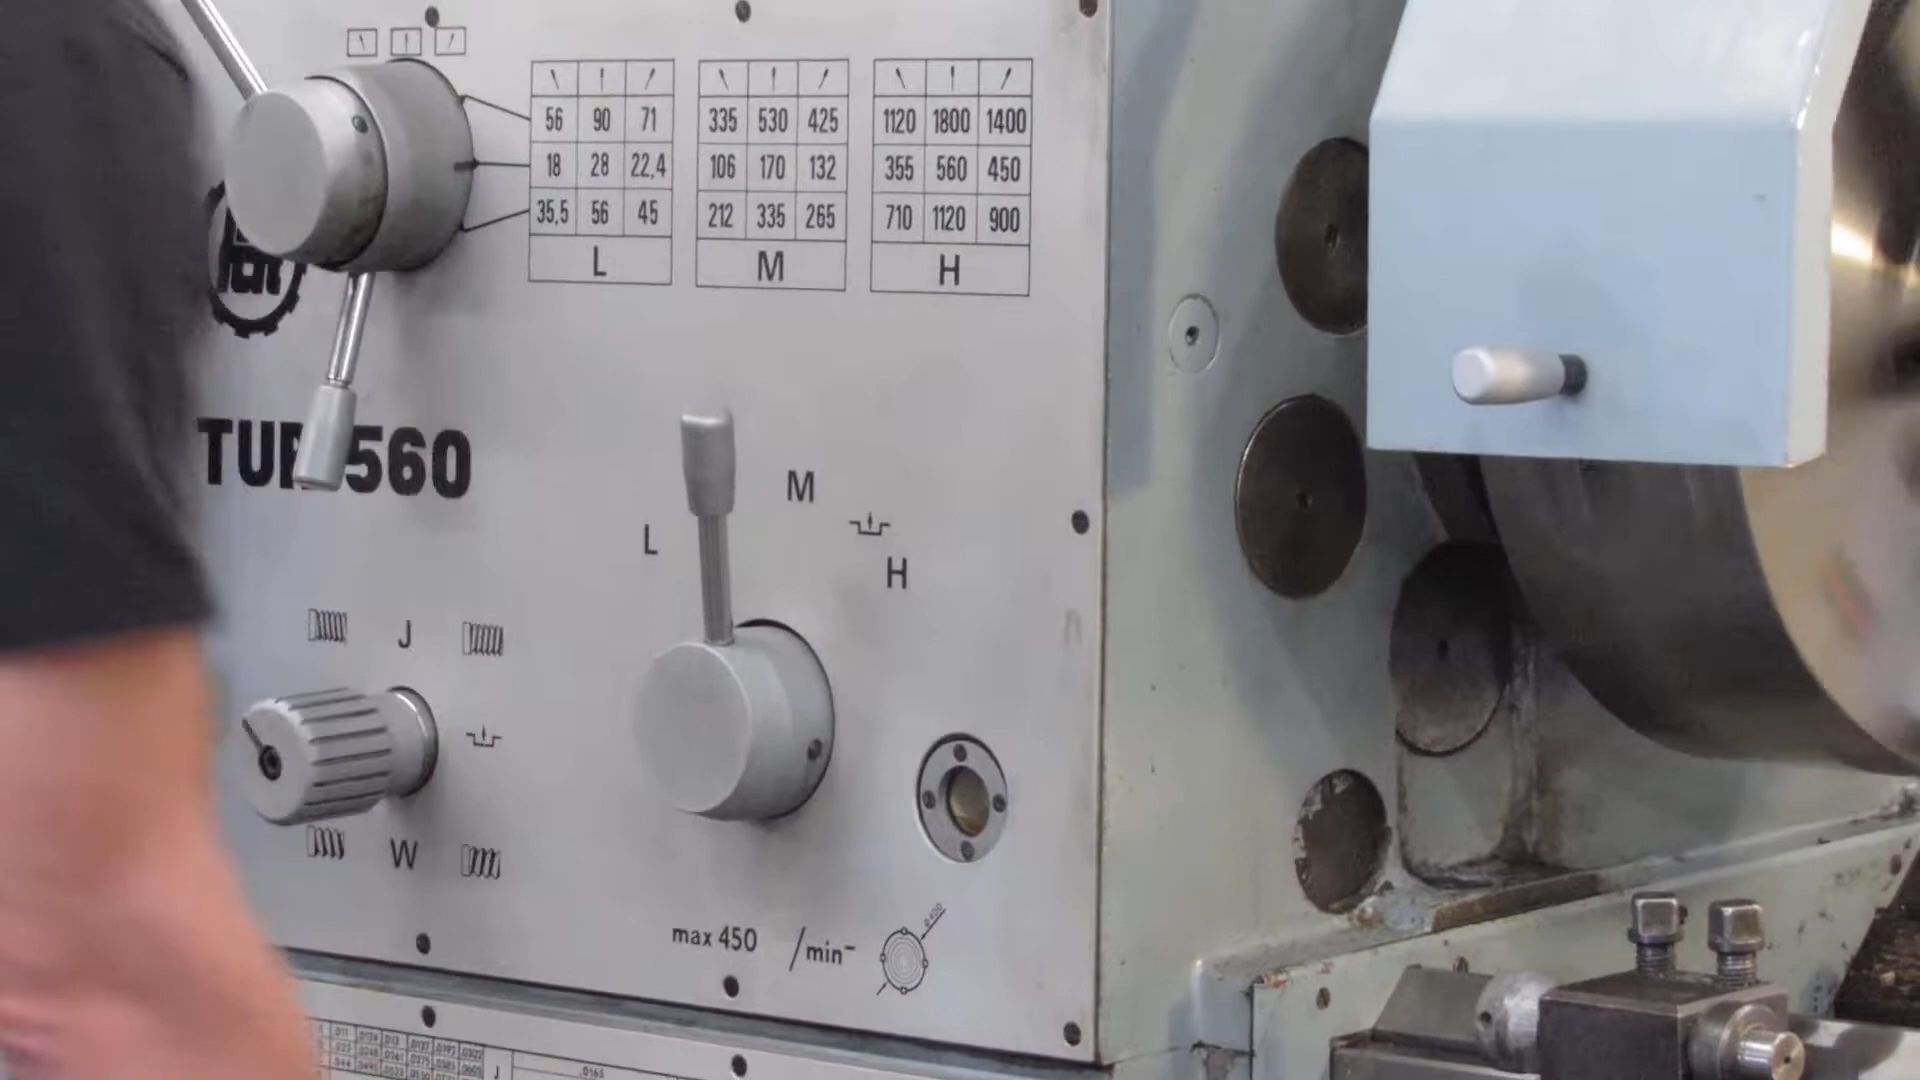 56 90 71
18 28 22,4
35,5 56 45
L
335 530 425
106 170 132
212 335 265
M
1120 1800 1400
355 560 450
710 1120 900
H
560
L M H
J
W
max 450 /min-
J
.0165